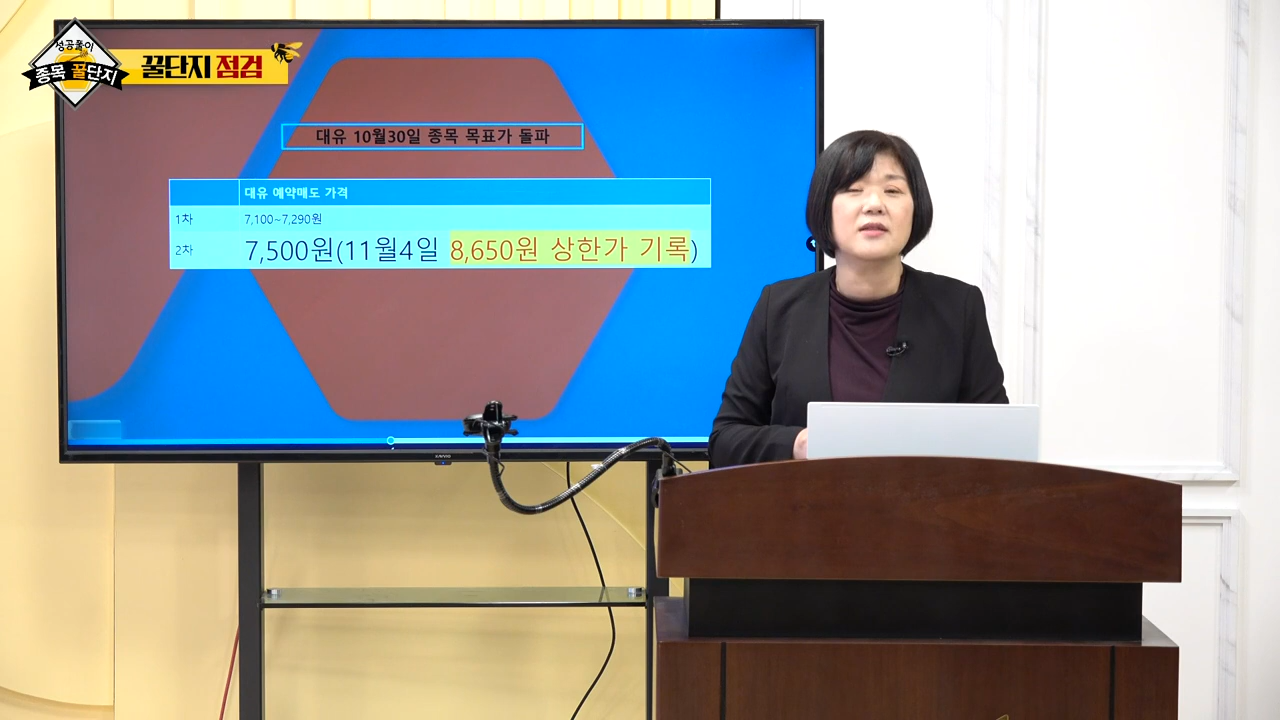 성공풀이
종목 꿀단지
꿀단지 점검
대유 10월30일 종목 목표가 돌파
대유 예약매도 가격
1차 7,100~7,290원
2차 7,500원(11월4일 8,650원 상한가 기록)